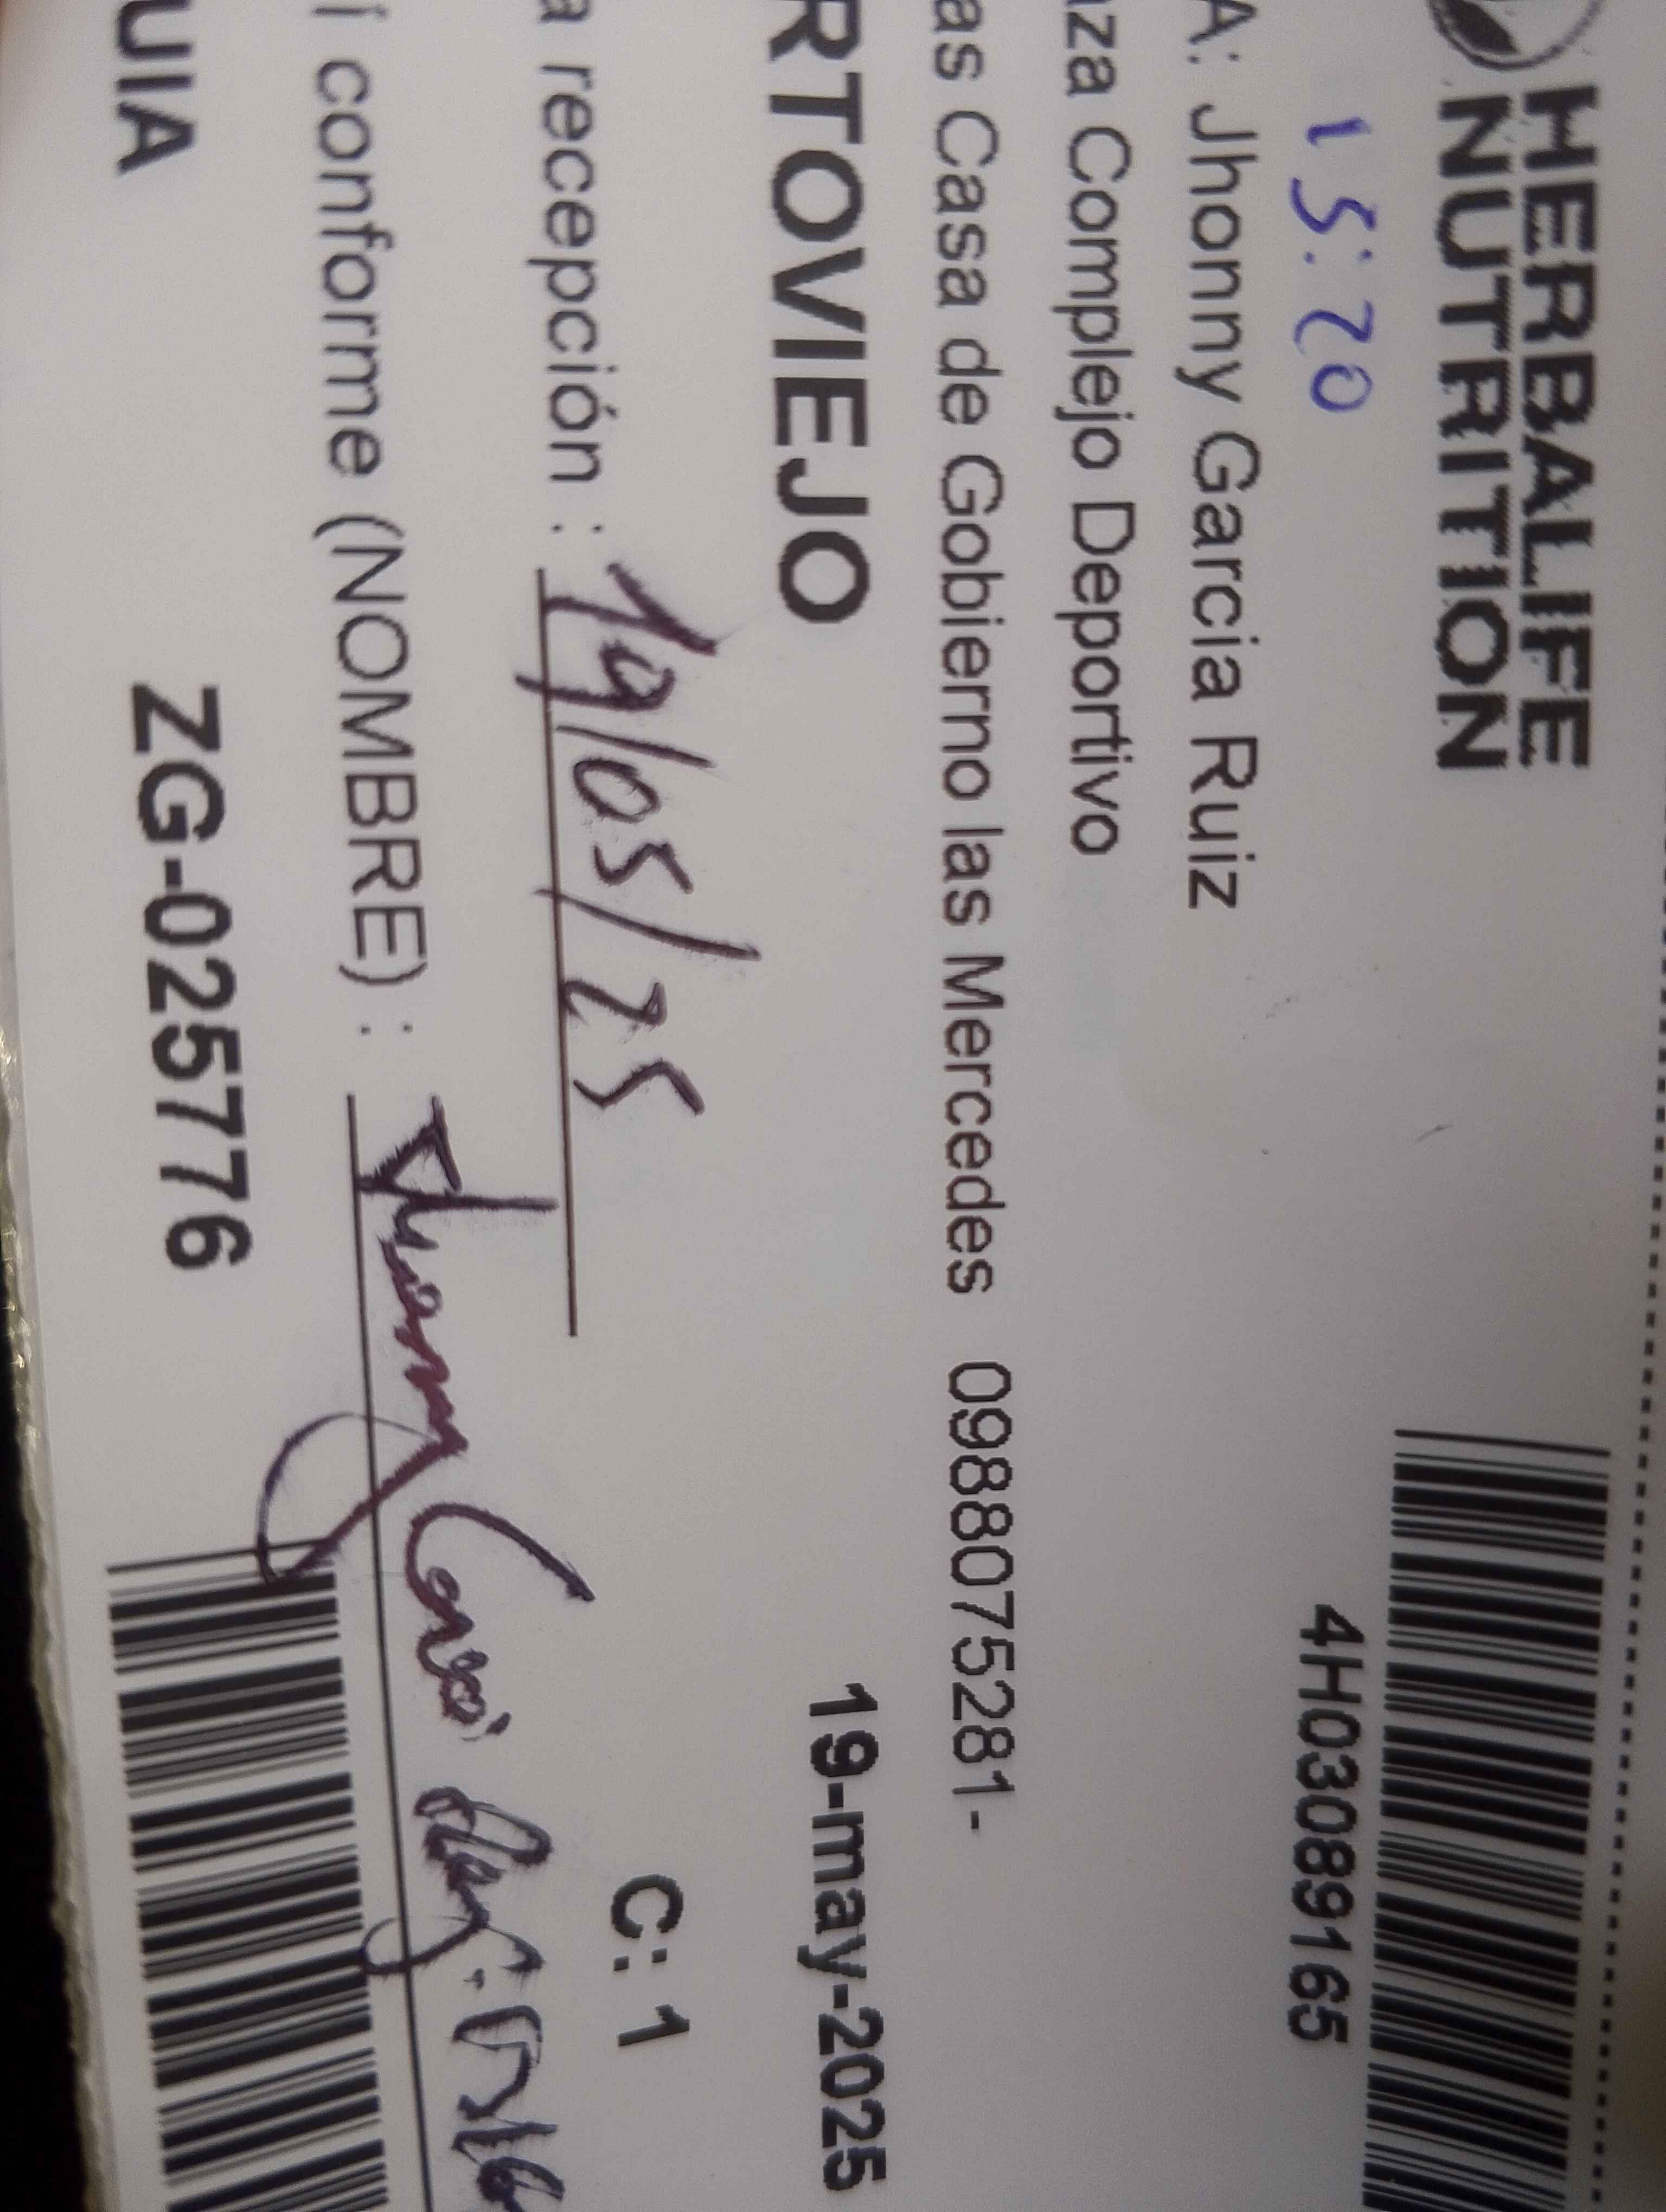 HERBALIFE
NUTRITION
15:20
4H03089165
A: Jhonny Garcia Ruiz
aza Complejo Deportivo
as Casa de Gobierno las Mercedes 0988075281-
RTOVIEJO 19-may-2025
a recepción : 19/05/25 C: 1
í conforme (NOMBRE) : Jhonny
UIA ZG-025776